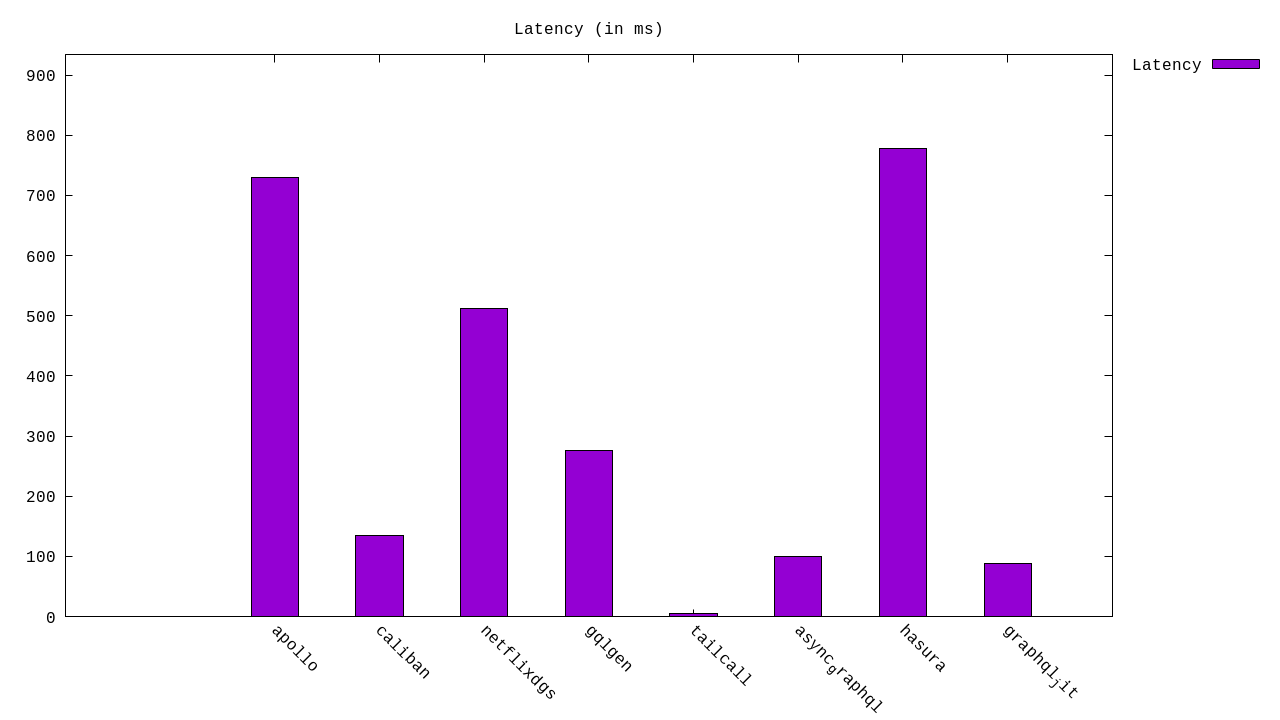 Latency (in ms)
Latency
900
800
700
600
500
400
300
200
100
0
apollo
caliban
netflixdgs
gqlgen
tailcall
async_graphql
hasura
graphql_jit